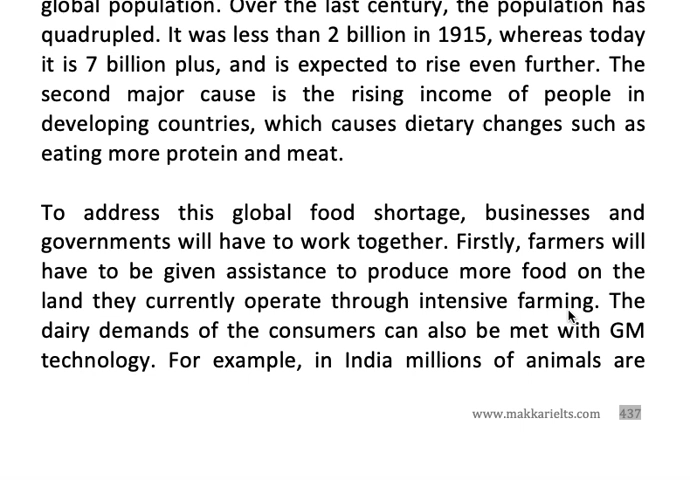 global population. Over the last century, the population has
quadrupled. It was less than 2 billion in 1915, whereas today
it is 7 billion plus, and is expected to rise even further. The
second major cause is the rising income of people in
developing countries, which causes dietary changes such as
eating more protein and meat.
To address this global food shortage, businesses and
governments will have to work together. Firstly, farmers will
have to be given assistance to produce more food on the
land they currently operate through intensive farming. The
dairy demands of the consumers can also be met with GM
technology. For example, in India millions of animals are
www.makkarielts.com 437